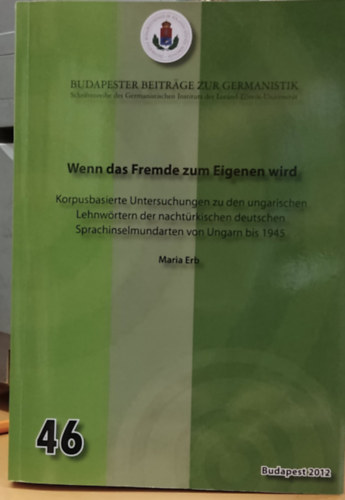 BUDAPESTER BEITRÄGE ZUR GERMANISTIK
Schriftenreihe des Germanistischen Instituts der Loránd-Eötvös-Universität
Wenn das Fremde zum Eigenen wird
Korpusbasierte Untersuchungen zu den ungarischen
Lehnwörtern der nachtürkischen deutschen
Sprachinselmundarten von Ungarn bis 1945
Maria Erb
46
Budapest 2012